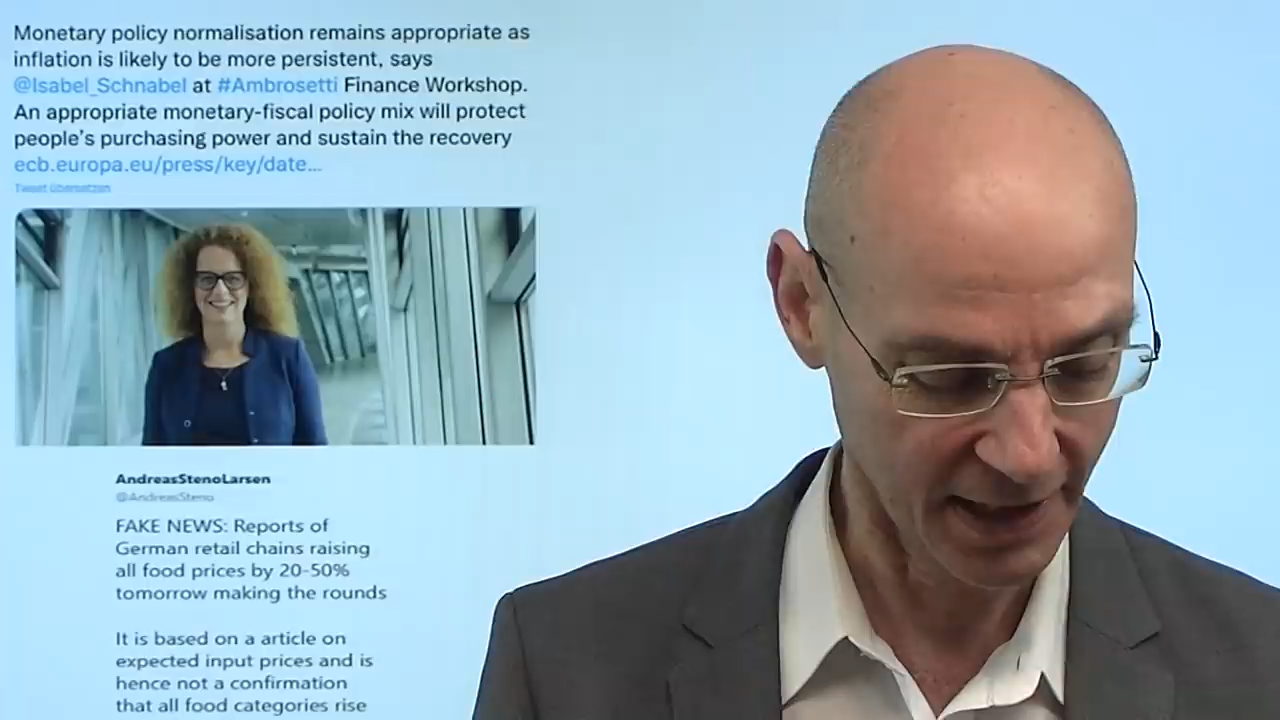 Monetary policy normalisation remains appropriate as
inflation is likely to be more persistent, says
@Isabel_Schnabel at #Ambrosetti Finance Workshop.
An appropriate monetary-fiscal policy mix will protect
people's purchasing power and sustain the recovery
ecb.europa.eu/press/key/date...
Tweet übersetzen
AndreasStenoLarsen
@AndreasSteno
FAKE NEWS: Reports of
German retail chains raising
all food prices by 20-50%
tomorrow making the rounds
It is based on a article on
expected input prices and is
hence not a confirmation
that all food categories rise